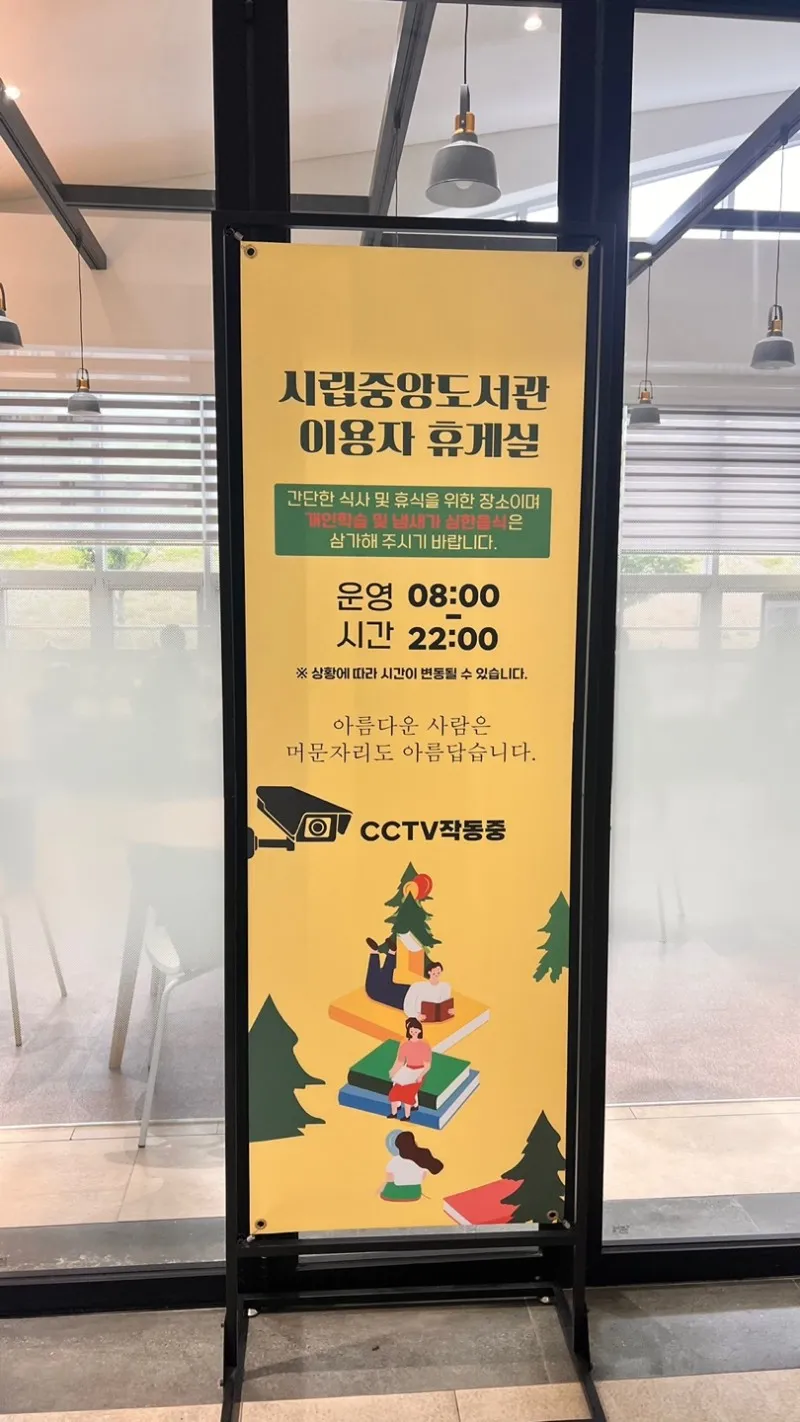 시립중앙도서관
이용자 휴게실
간단한 식사 및 휴식을 위한 장소이며
개인학습 및 냄새가 심한음식은
삼가해 주시기 바랍니다.
운영 08:00
-
시간 22:00
※ 상황에 따라 시간이 변동될 수 있습니다.
아름다운 사람은
머문자리도 아름답습니다.
CCTV작동중